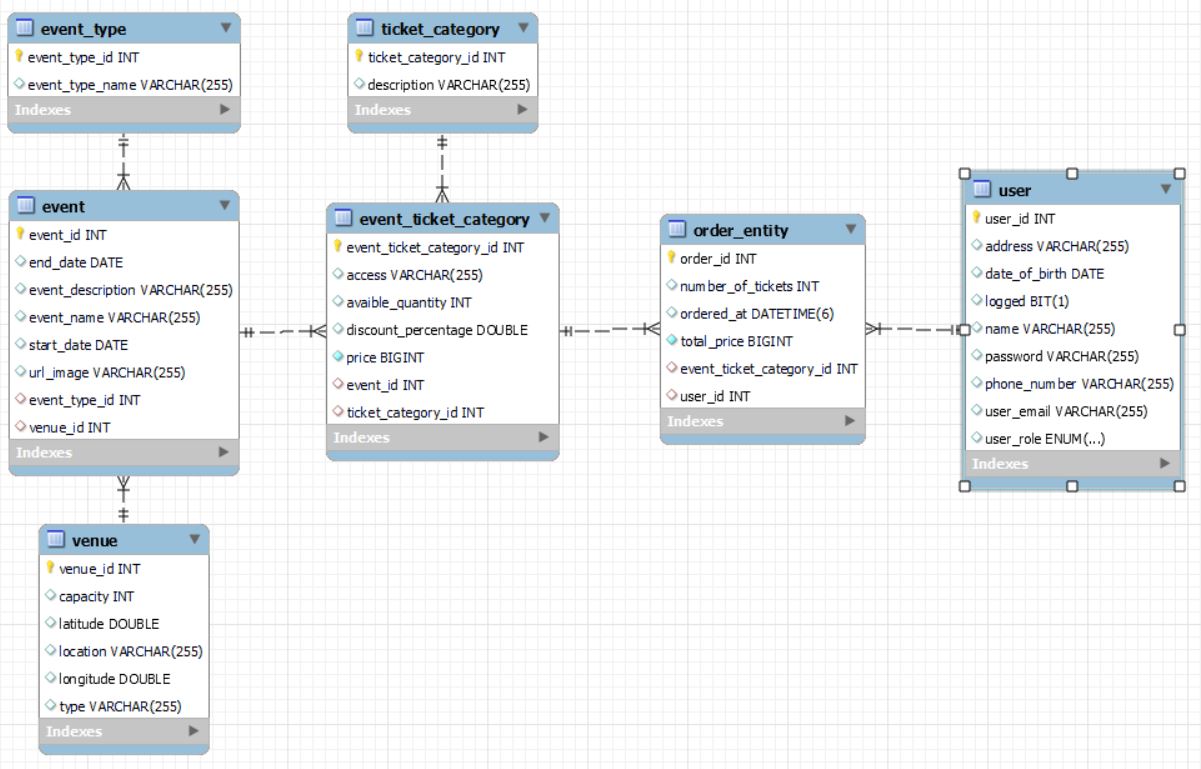 event_type
event_type_id INT
event_type_name VARCHAR(255)
Indexes
ticket_category
ticket_category_id INT
description VARCHAR(255)
Indexes
event
event_id INT
end_date DATE
event_description VARCHAR(255)
event_name VARCHAR(255)
start_date DATE
url_image VARCHAR(255)
event_type_id INT
venue_id INT
Indexes
event_ticket_category
event_ticket_category_id INT
access VARCHAR(255)
avaible_quantity INT
discount_percentage DOUBLE
price BIGINT
event_id INT
ticket_category_id INT
Indexes
order_entity
order_id INT
number_of_tickets INT
ordered_at DATETIME(6)
total_price BIGINT
event_ticket_category_id INT
user_id INT
Indexes
user
user_id INT
address VARCHAR(255)
date_of_birth DATE
logged BIT(1)
name VARCHAR(255)
password VARCHAR(255)
phone_number VARCHAR(255)
user_email VARCHAR(255)
user_role ENUM(...)
Indexes
venue
venue_id INT
capacity INT
latitude DOUBLE
location VARCHAR(255)
longitude DOUBLE
type VARCHAR(255)
Indexes